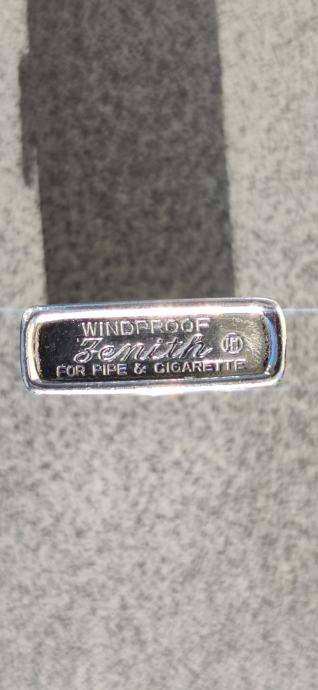 WINDPROOF
Zenith
FOR PIPE & CIGARETTE